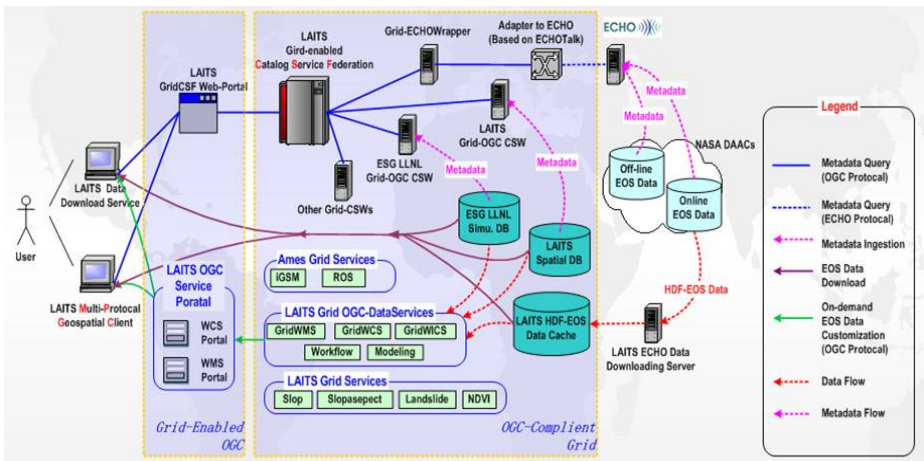 LAITS
GridCSF Web-Portal
LAITS
Gird-enabled
Catalog Service Federation
Grid-ECHOWrapper
Adapter to ECHO
(Based on ECHOTalk)
ECHO
LAITS
Grid-OGC CSW
ESG LLNL
Grid-OGC CSW
Other Grid-CSWs
Metadata
Metadata
Metadata
Metadata
NASA DAACs
Off-line
EOS Data
Online
EOS Data
LAITS Data
Download Service
User
LAITS Multi-Protocal
Geospatial Client
LAITS OGC
Service
Portatal
WCS
Portal
WMS
Portal
ESG LLNL
Simu. DB
LAITS
Spatial DB
Ames Grid Services
iGSM
ROS
LAITS Grid OGC-DataServices
GridWMS
GridWCS
GridWICS
Workflow
Modeling
LAITS HDF-EOS
Data Cache
HDF-EOS Data
LAITS ECHO Data
Downloading Server
LAITS Grid Services
Slop
Slopasepect
Landslide
NDVI
Grid-Enabled
OGC
OGC-Complient
Grid
Legend
Metadata Query
(OGC Protocal)
Metadata Query
(ECHO Protocal)
Metadata Ingestion
EOS Data
Download
On-demand
EOS Data
Customization
(OGC Protocal)
Data Flow
Metadata Flow